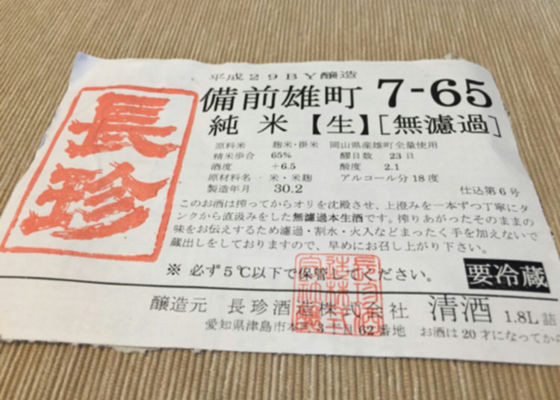 平成29BY醸造
長珍
備前雄町 7-65
純米【生】[無濾過]
原料米 麹米・掛米 岡山県産雄町全量使用
精米歩合 65% 醪日数 23日
酒度 +6.5 酸度 2.1
原材料名 米・米麹 アルコール分18度
製造年月 30.2 仕込第6号
このお酒は搾ってからオリを沈殿させ、上澄みを一本ずつ丁寧にタ
ンクから直汲みをした無濾過本生酒です。搾りあがったそのままの
味をお伝えするため濾過・割水・火入などまったく手を加えないで
蔵出しをしておりますので、早めにお召し上がり下さい。
※ 必ず5℃以下で保管してください。 要冷蔵
醸造元 長珍酒造株式会社 清酒 1.8L詰
愛知県津島市本町3丁目62番地 お酒は20才になってか